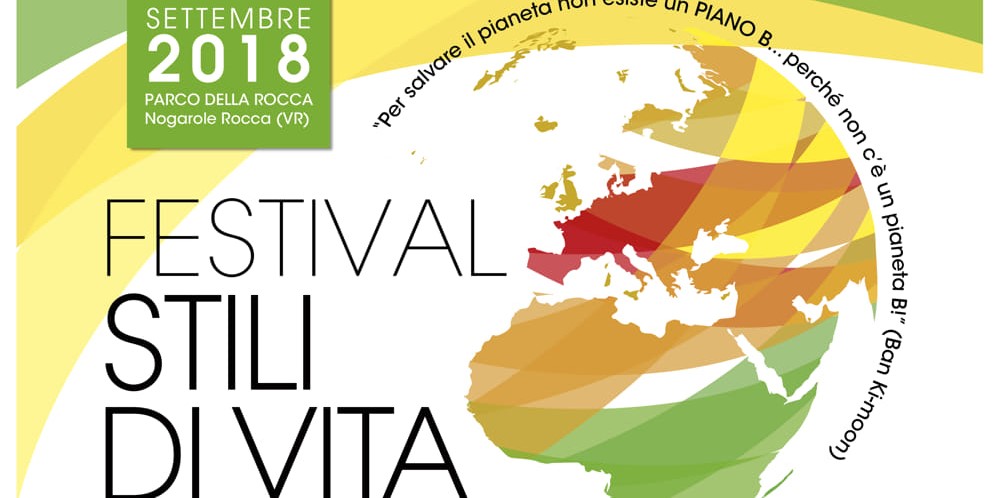 SETTEMBRE
2018
PARCO DELLA ROCCA
Nogarole Rocca (VR)
"Per salvare il pianeta non esiste un PIANO B... perché non c'è un pianeta B!" (Ban Ki-moon)
FESTIVAL
STILI
DI VITA